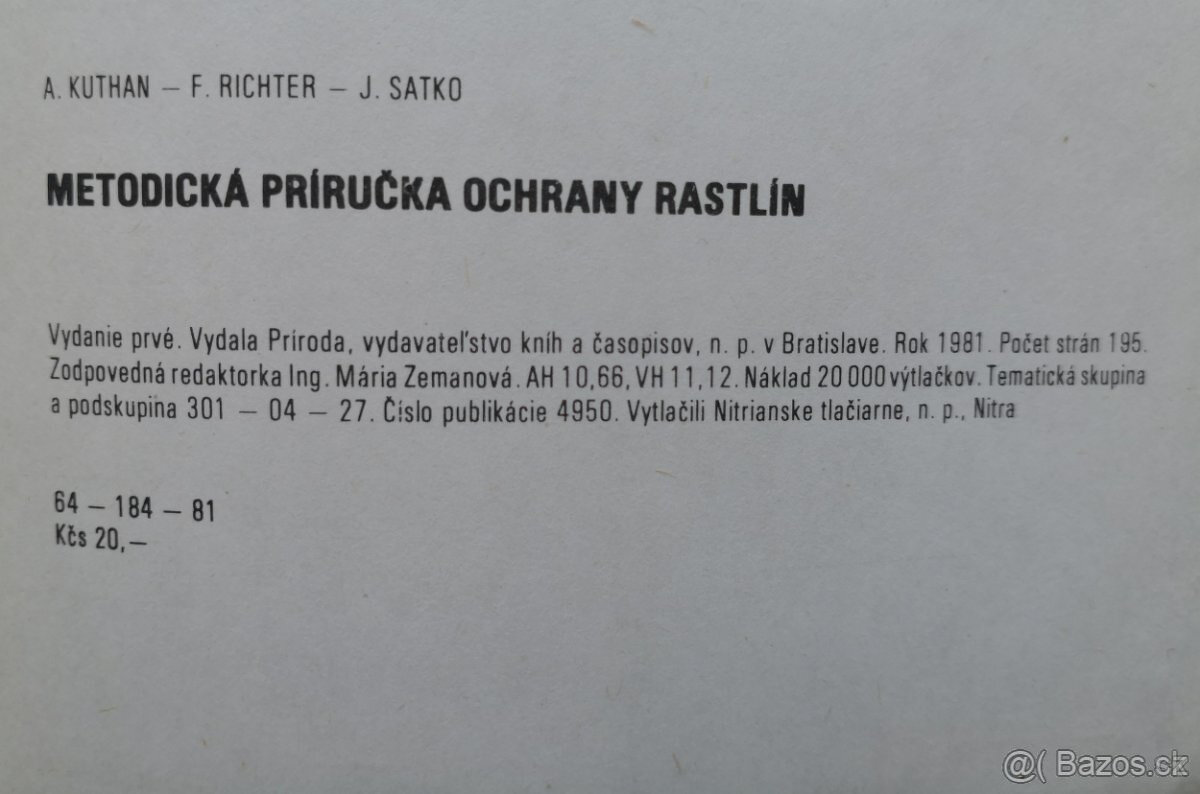 A. KUTHAN – F. RICHTER – J. SATKO
METODICKÁ PRÍRUČKA OCHRANY RASTLÍN
Vydanie prvé. Vydala Príroda, vydavateľstvo kníh a časopisov, n. p. v Bratislave. Rok 1981. Počet strán 195.
Zodpovedná redaktorka Ing. Mária Zemanová. AH 10,66, VH 11,12. Náklad 20 000 výtlačkov. Tematická skupina
a podskupina 301 – 04 – 27. Číslo publikácie 4950. Vytlačili Nitrianske tlačiarne, n. p., Nitra
64 – 184 – 81
Kčs 20,–
@( Bazos.sk